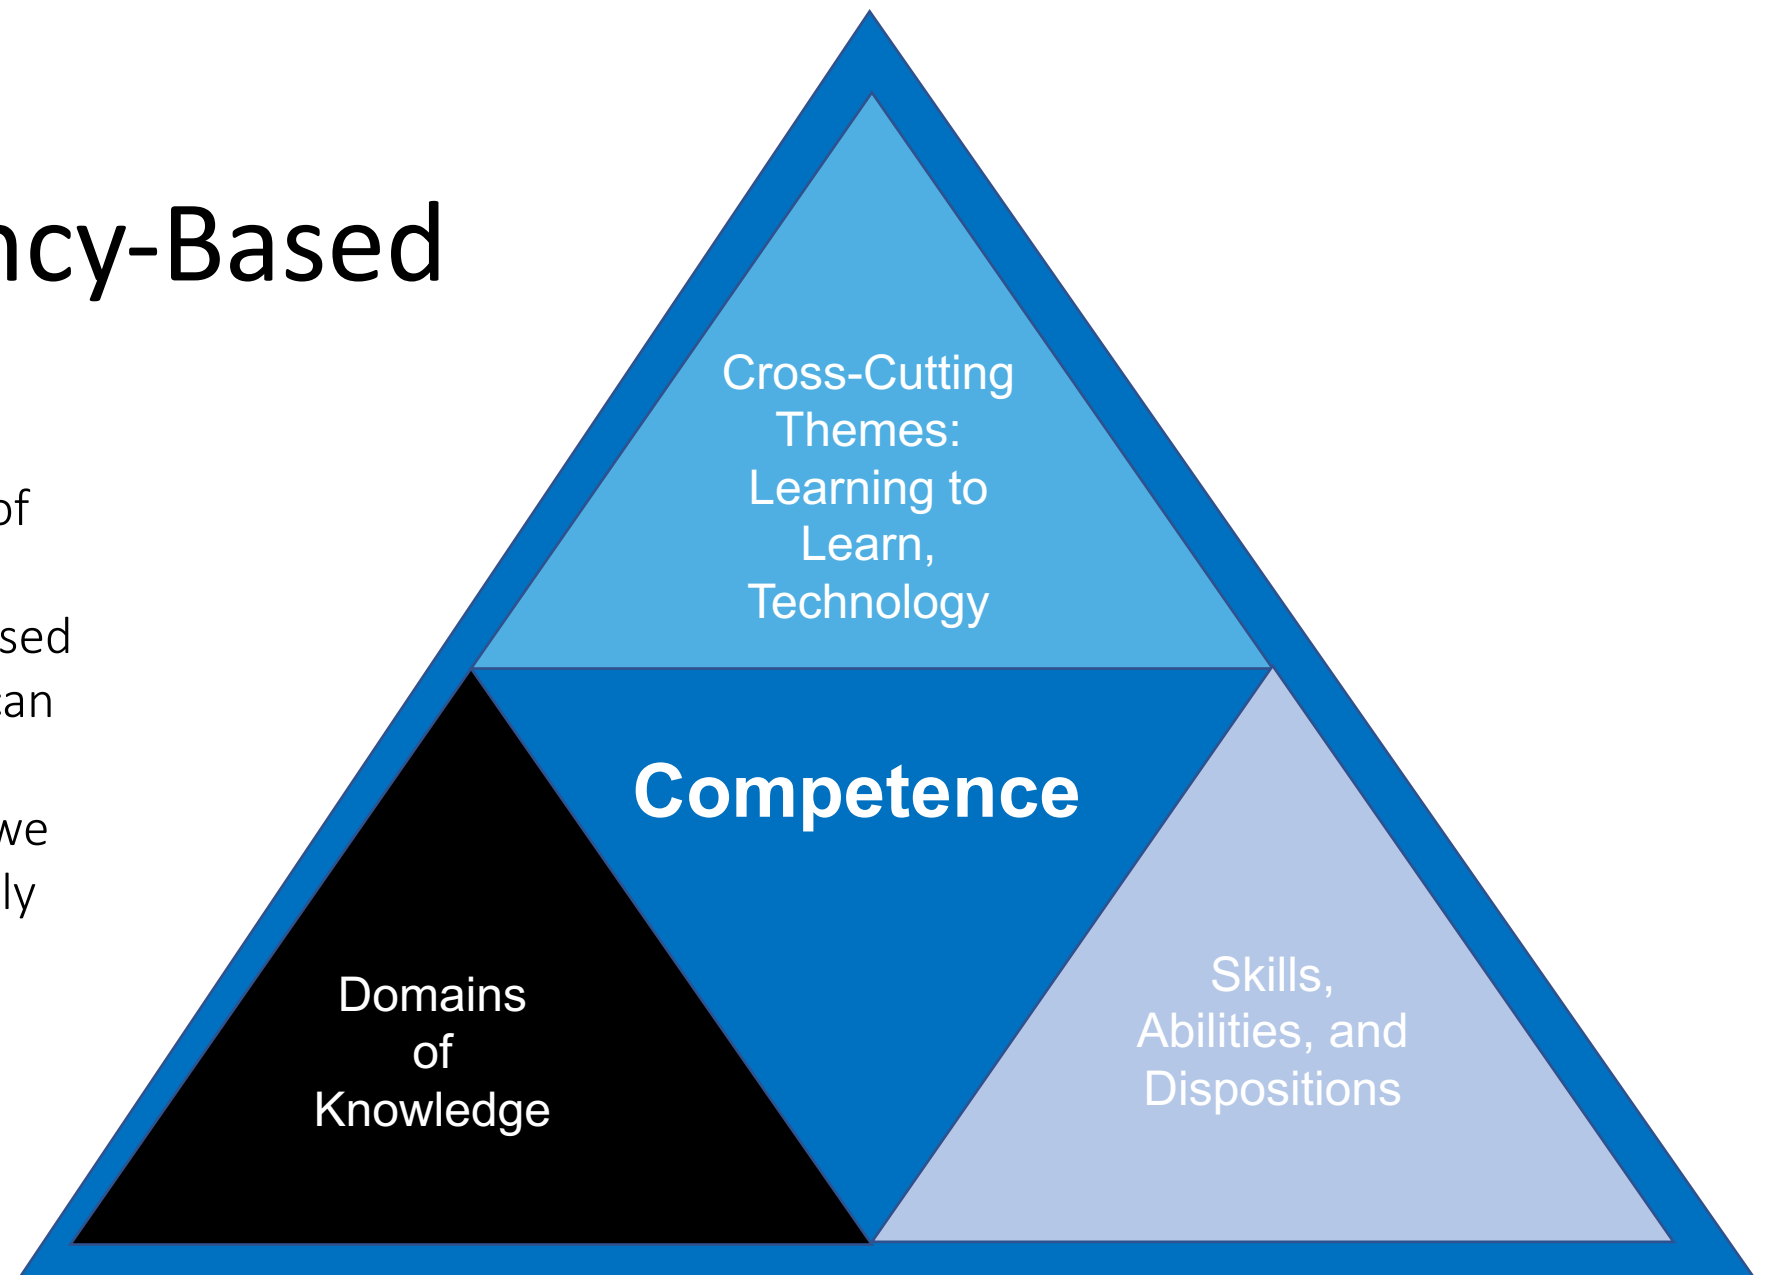 ncy-Based
of
sed
can
we
ly
Cross-Cutting
Themes:
Learning to
Learn,
Technology
Competence
Domains
of
Knowledge
Skills,
Abilities, and
Dispositions